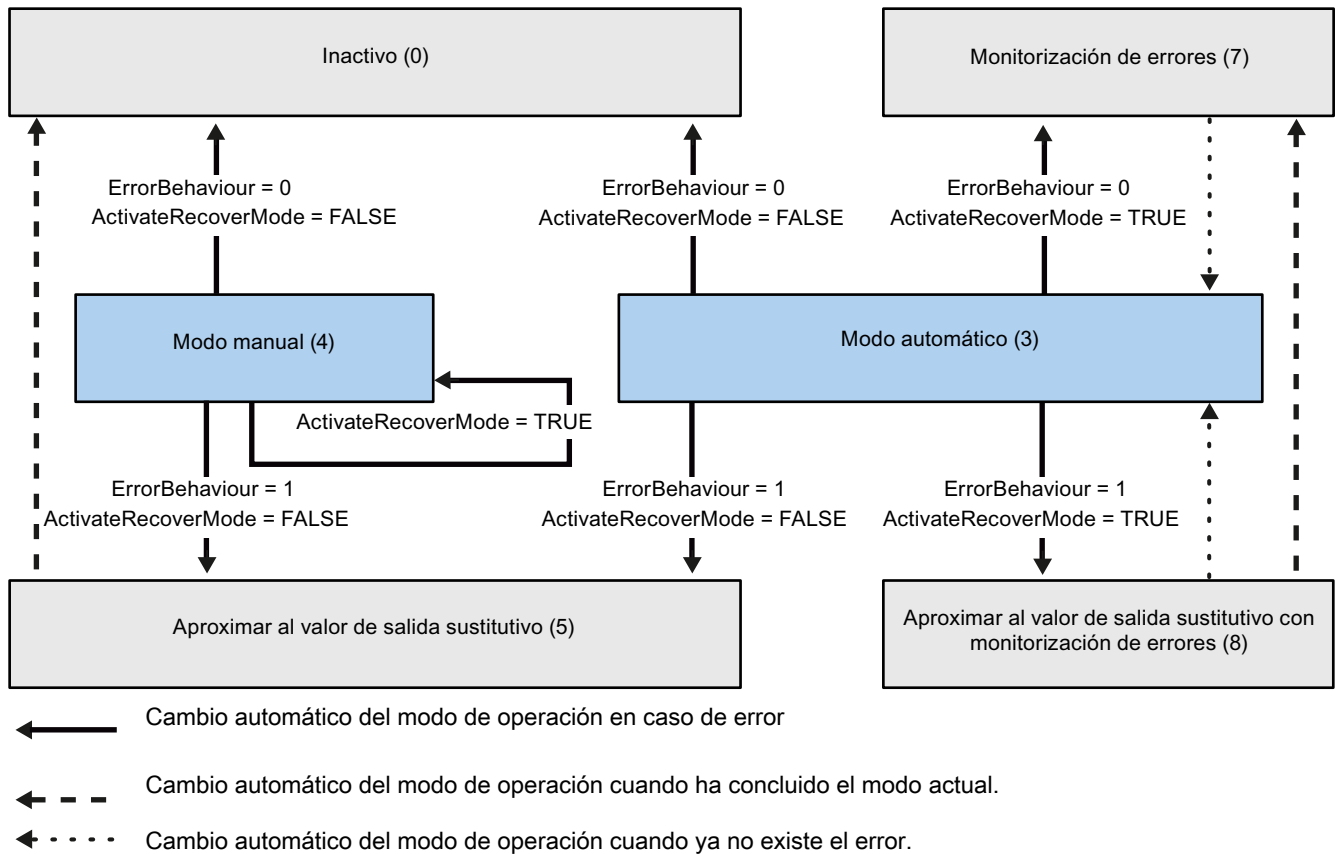 Inactivo (0)
Monitorización de errores (7)
ErrorBehaviour = 0
ActivateRecoverMode = FALSE
ErrorBehaviour = 0
ActivateRecoverMode = FALSE
ErrorBehaviour = 0
ActivateRecoverMode = TRUE
Modo manual (4)
Modo automático (3)
ActivateRecoverMode = TRUE
ErrorBehaviour = 1
ActivateRecoverMode = FALSE
ErrorBehaviour = 1
ActivateRecoverMode = FALSE
ErrorBehaviour = 1
ActivateRecoverMode = TRUE
Aproximar al valor de salida sustitutivo (5)
Aproximar al valor de salida sustitutivo con
monitorización de errores (8)
Cambio automático del modo de operación en caso de error
Cambio automático del modo de operación cuando ha concluido el modo actual.
Cambio automático del modo de operación cuando ya no existe el error.